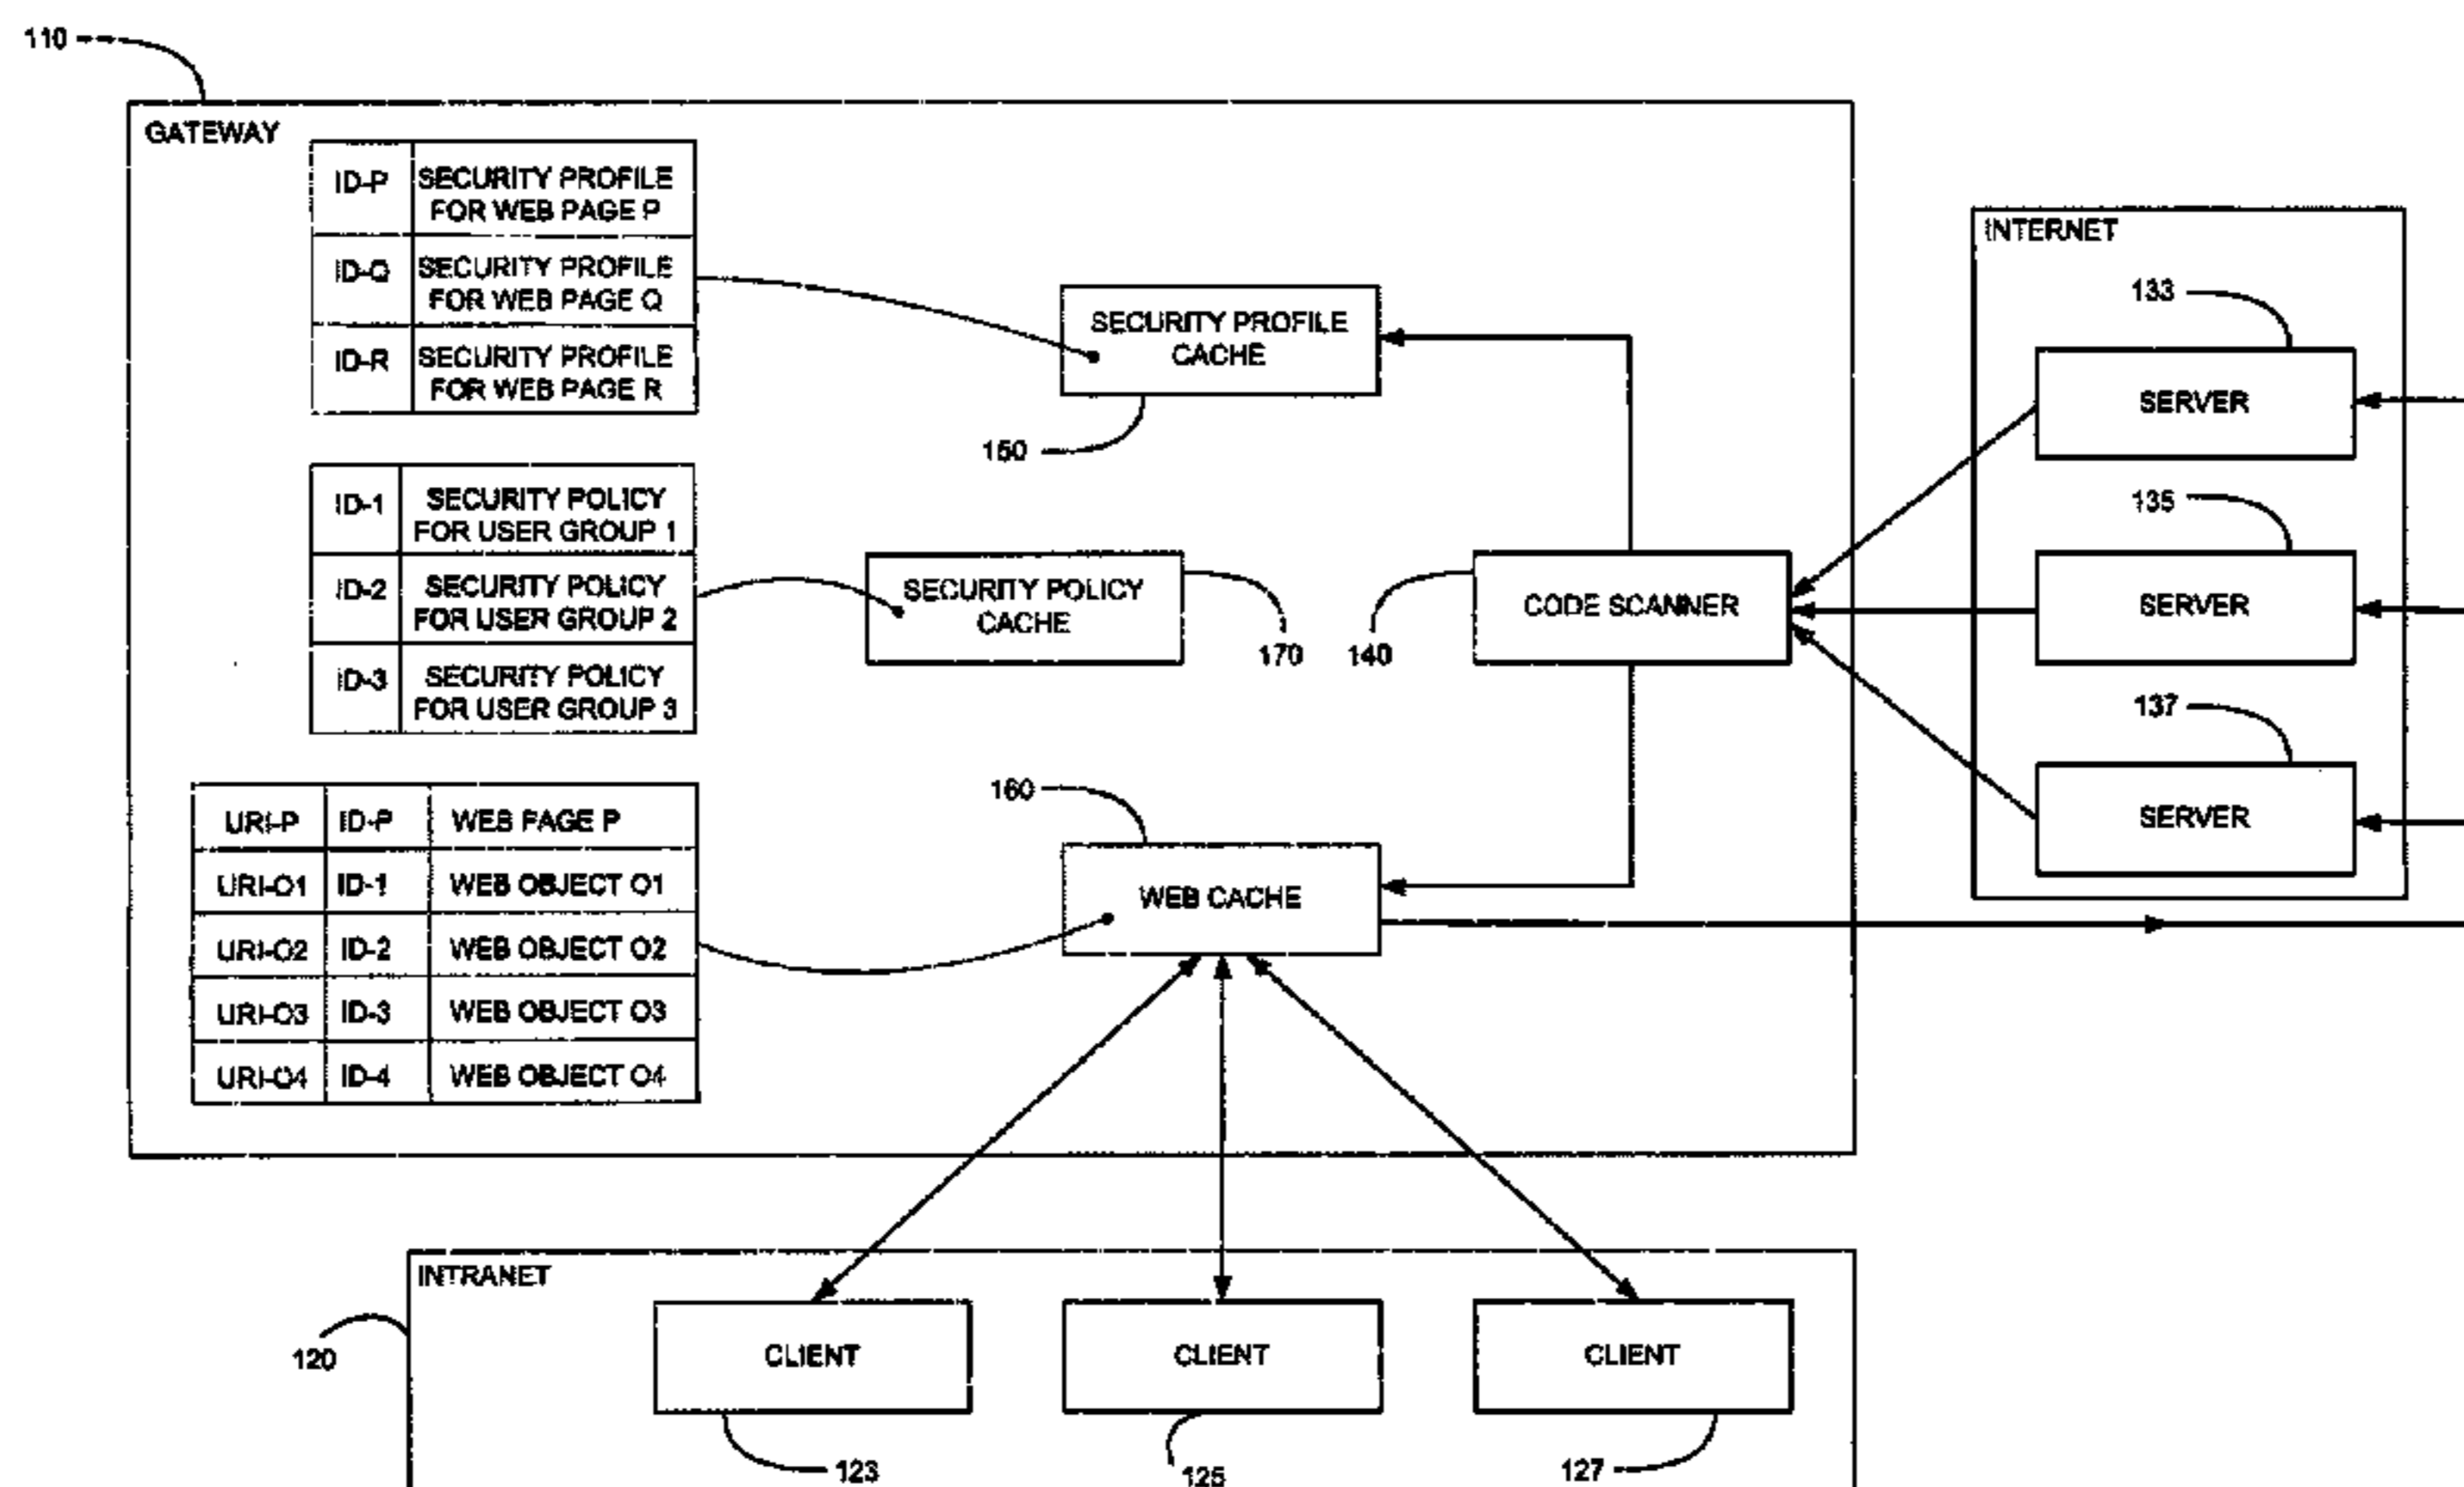 110
GATEWAY
ID-P
SECURITY PROFILE
FOR WEB PAGE P
ID-Q
SECURITY PROFILE
FOR WEB PAGE Q
ID-R
SECURITY PROFILE
FOR WEB PAGE R
SECURITY PROFILE
CACHE
150
INTERNET
133
SERVER
135
SERVER
137
SERVER
ID-1
SECURITY POLICY
FOR USER GROUP 1
ID-2
SECURITY POLICY
FOR USER GROUP 2
ID-3
SECURITY POLICY
FOR USER GROUP 3
SECURITY POLICY
CACHE
170
140
CODE SCANNER
160
WEB CACHE
URI-P
ID-P
WEB PAGE P
URI-O1
ID-1
WEB OBJECT O1
URI-O2
ID-2
WEB OBJECT O2
URI-O3
ID-3
WEB OBJECT O3
URI-O4
ID-4
WEB OBJECT O4
INTRANET
120
CLIENT
CLIENT
CLIENT
123
125
127